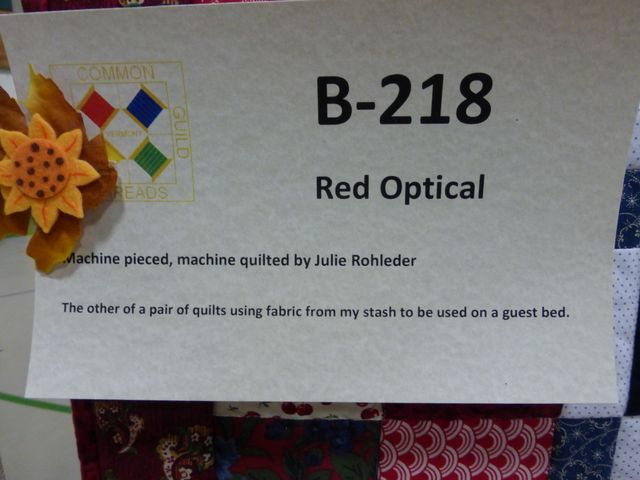 COMMON
GUILD
VERMONT
B-218
Red Optical
Machine pieced, machine quilted by Julie Rohleder
The other of a pair of quilts using fabric from my stash to be used on a guest bed.